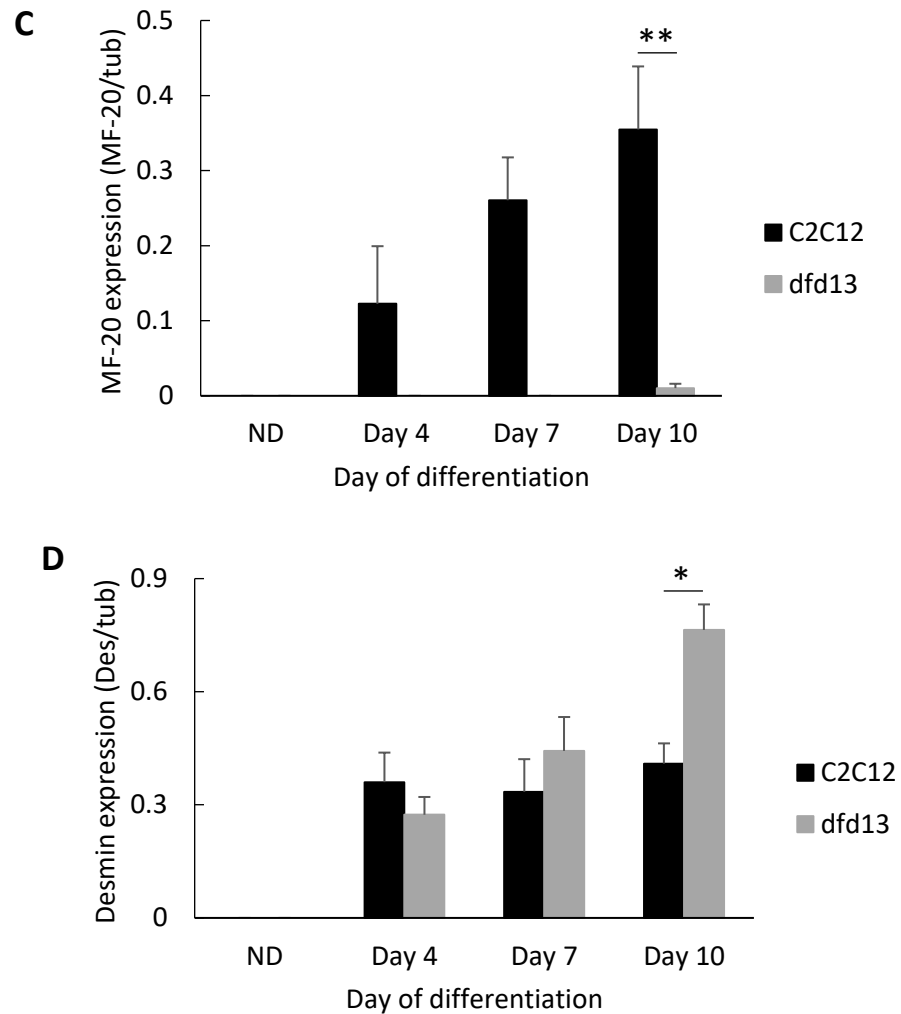 C
0.5
0.4
0.3
0.2
0.1
0
MF-20 expression (MF-20/tub)
**
C2C12
dfd13
ND Day 4 Day 7 Day 10
Day of differentiation
D
0.9
0.6
0.3
0
Desmin expression (Des/tub)
*
C2C12
dfd13
ND Day 4 Day 7 Day 10
Day of differentiation